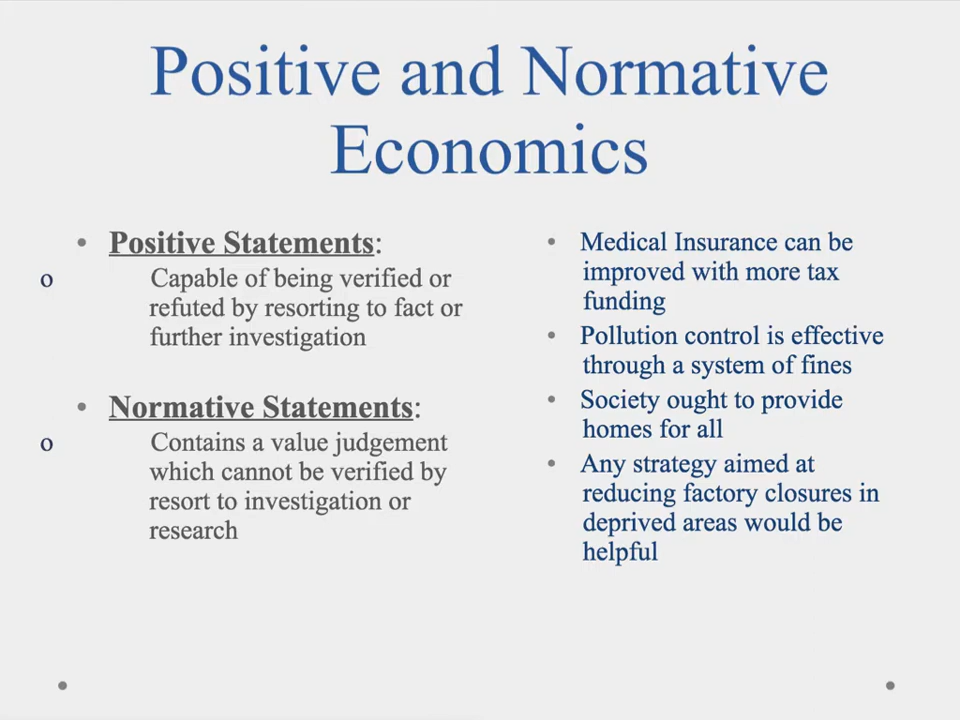 Positive and Normative
Economics
• Positive Statements:
o Capable of being verified or
refuted by resorting to fact or
further investigation
• Normative Statements:
o Contains a value judgement
which cannot be verified by
resort to investigation or
research
• Medical Insurance can be
improved with more tax
funding
• Pollution control is effective
through a system of fines
• Society ought to provide
homes for all
• Any strategy aimed at
reducing factory closures in
deprived areas would be
helpful